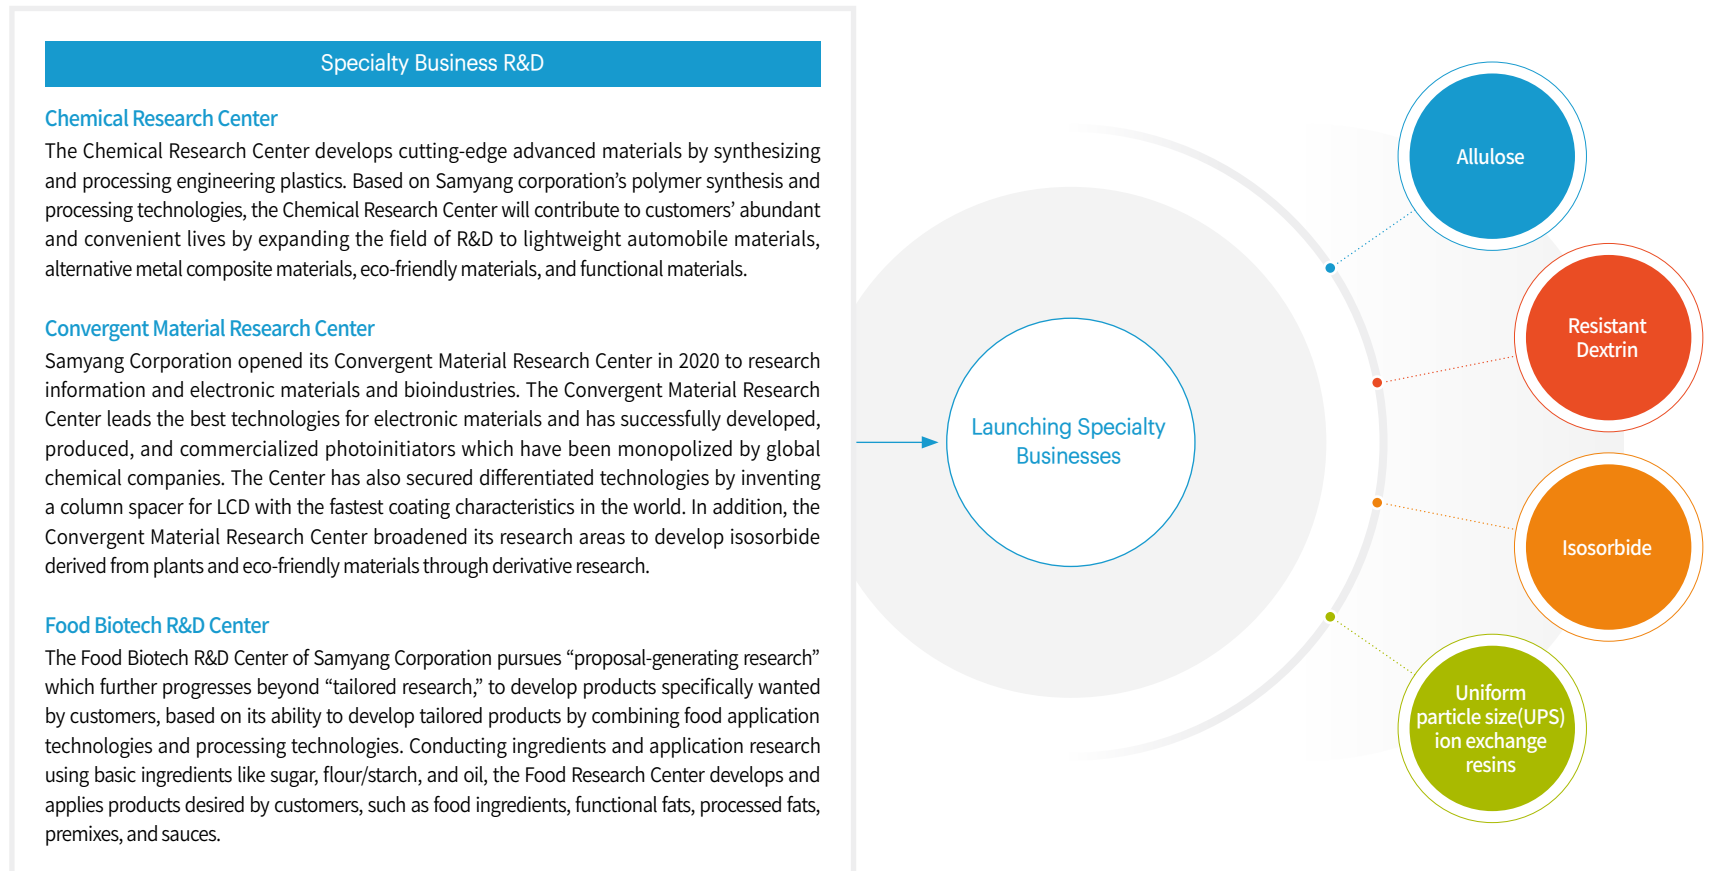 Specialty Business R&D
Chemical Research Center
The Chemical Research Center develops cutting-edge advanced materials by synthesizing
and processing engineering plastics. Based on Samyang corporation’s polymer synthesis and
processing technologies, the Chemical Research Center will contribute to customers’ abundant
and convenient lives by expanding the field of R&D to lightweight automobile materials,
alternative metal composite materials, eco-friendly materials, and functional materials.
Convergent Material Research Center
Samyang Corporation opened its Convergent Material Research Center in 2020 to research
information and electronic materials and bioindustries. The Convergent Material Research
Center leads the best technologies for electronic materials and has successfully developed,
produced, and commercialized photoinitiators which have been monopolized by global
chemical companies. The Center has also secured differentiated technologies by inventing
a column spacer for LCD with the fastest coating characteristics in the world. In addition, the
Convergent Material Research Center broadened its research areas to develop isosorbide
derived from plants and eco-friendly materials through derivative research.
Food Biotech R&D Center
The Food Biotech R&D Center of Samyang Corporation pursues “proposal-generating research”
which further progresses beyond “tailored research,” to develop products specifically wanted
by customers, based on its ability to develop tailored products by combining food application
technologies and processing technologies. Conducting ingredients and application research
using basic ingredients like sugar, flour/starch, and oil, the Food Research Center develops and
applies products desired by customers, such as food ingredients, functional fats, processed fats,
premixes, and sauces.
Launching Specialty
Businesses
Allulose
Resistant
Dextrin
Isosorbide
Uniform
particle size(UPS)
ion exchange
resins